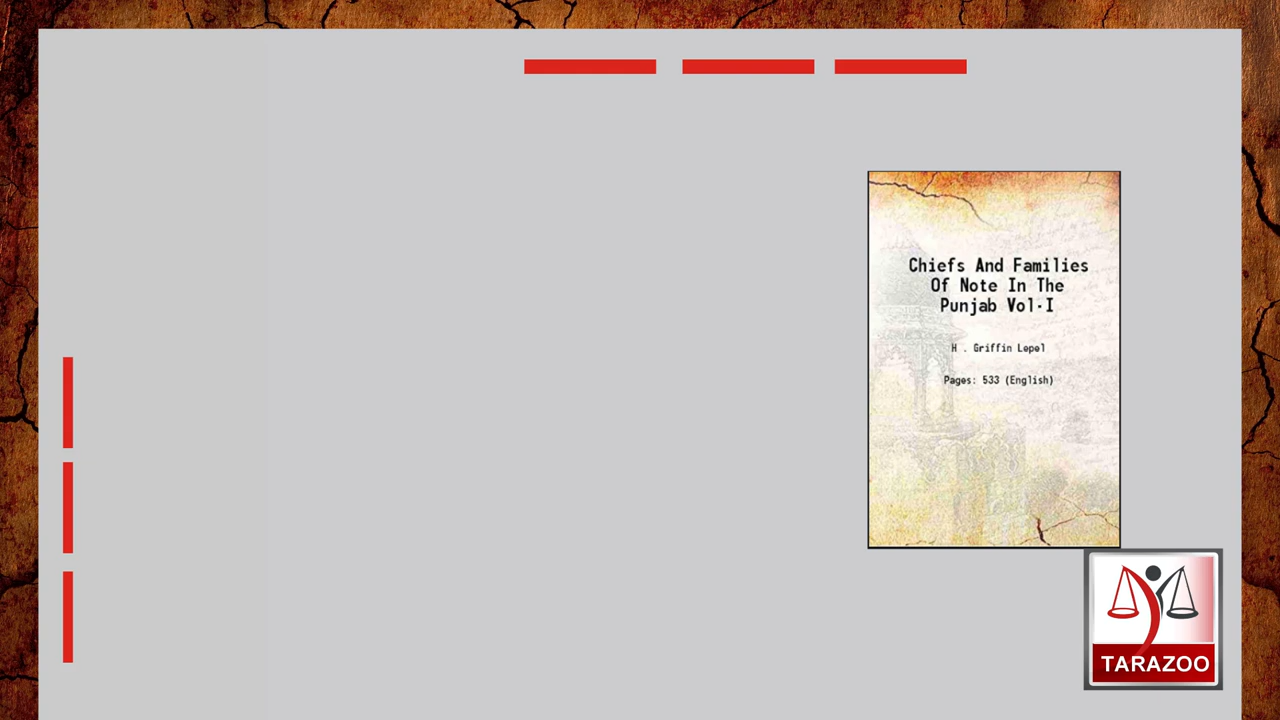 Chiefs And Families
Of Note In The
Punjab Vol-I
H . Griffin Lepel
Pages: 533 (English)
TARAZOO